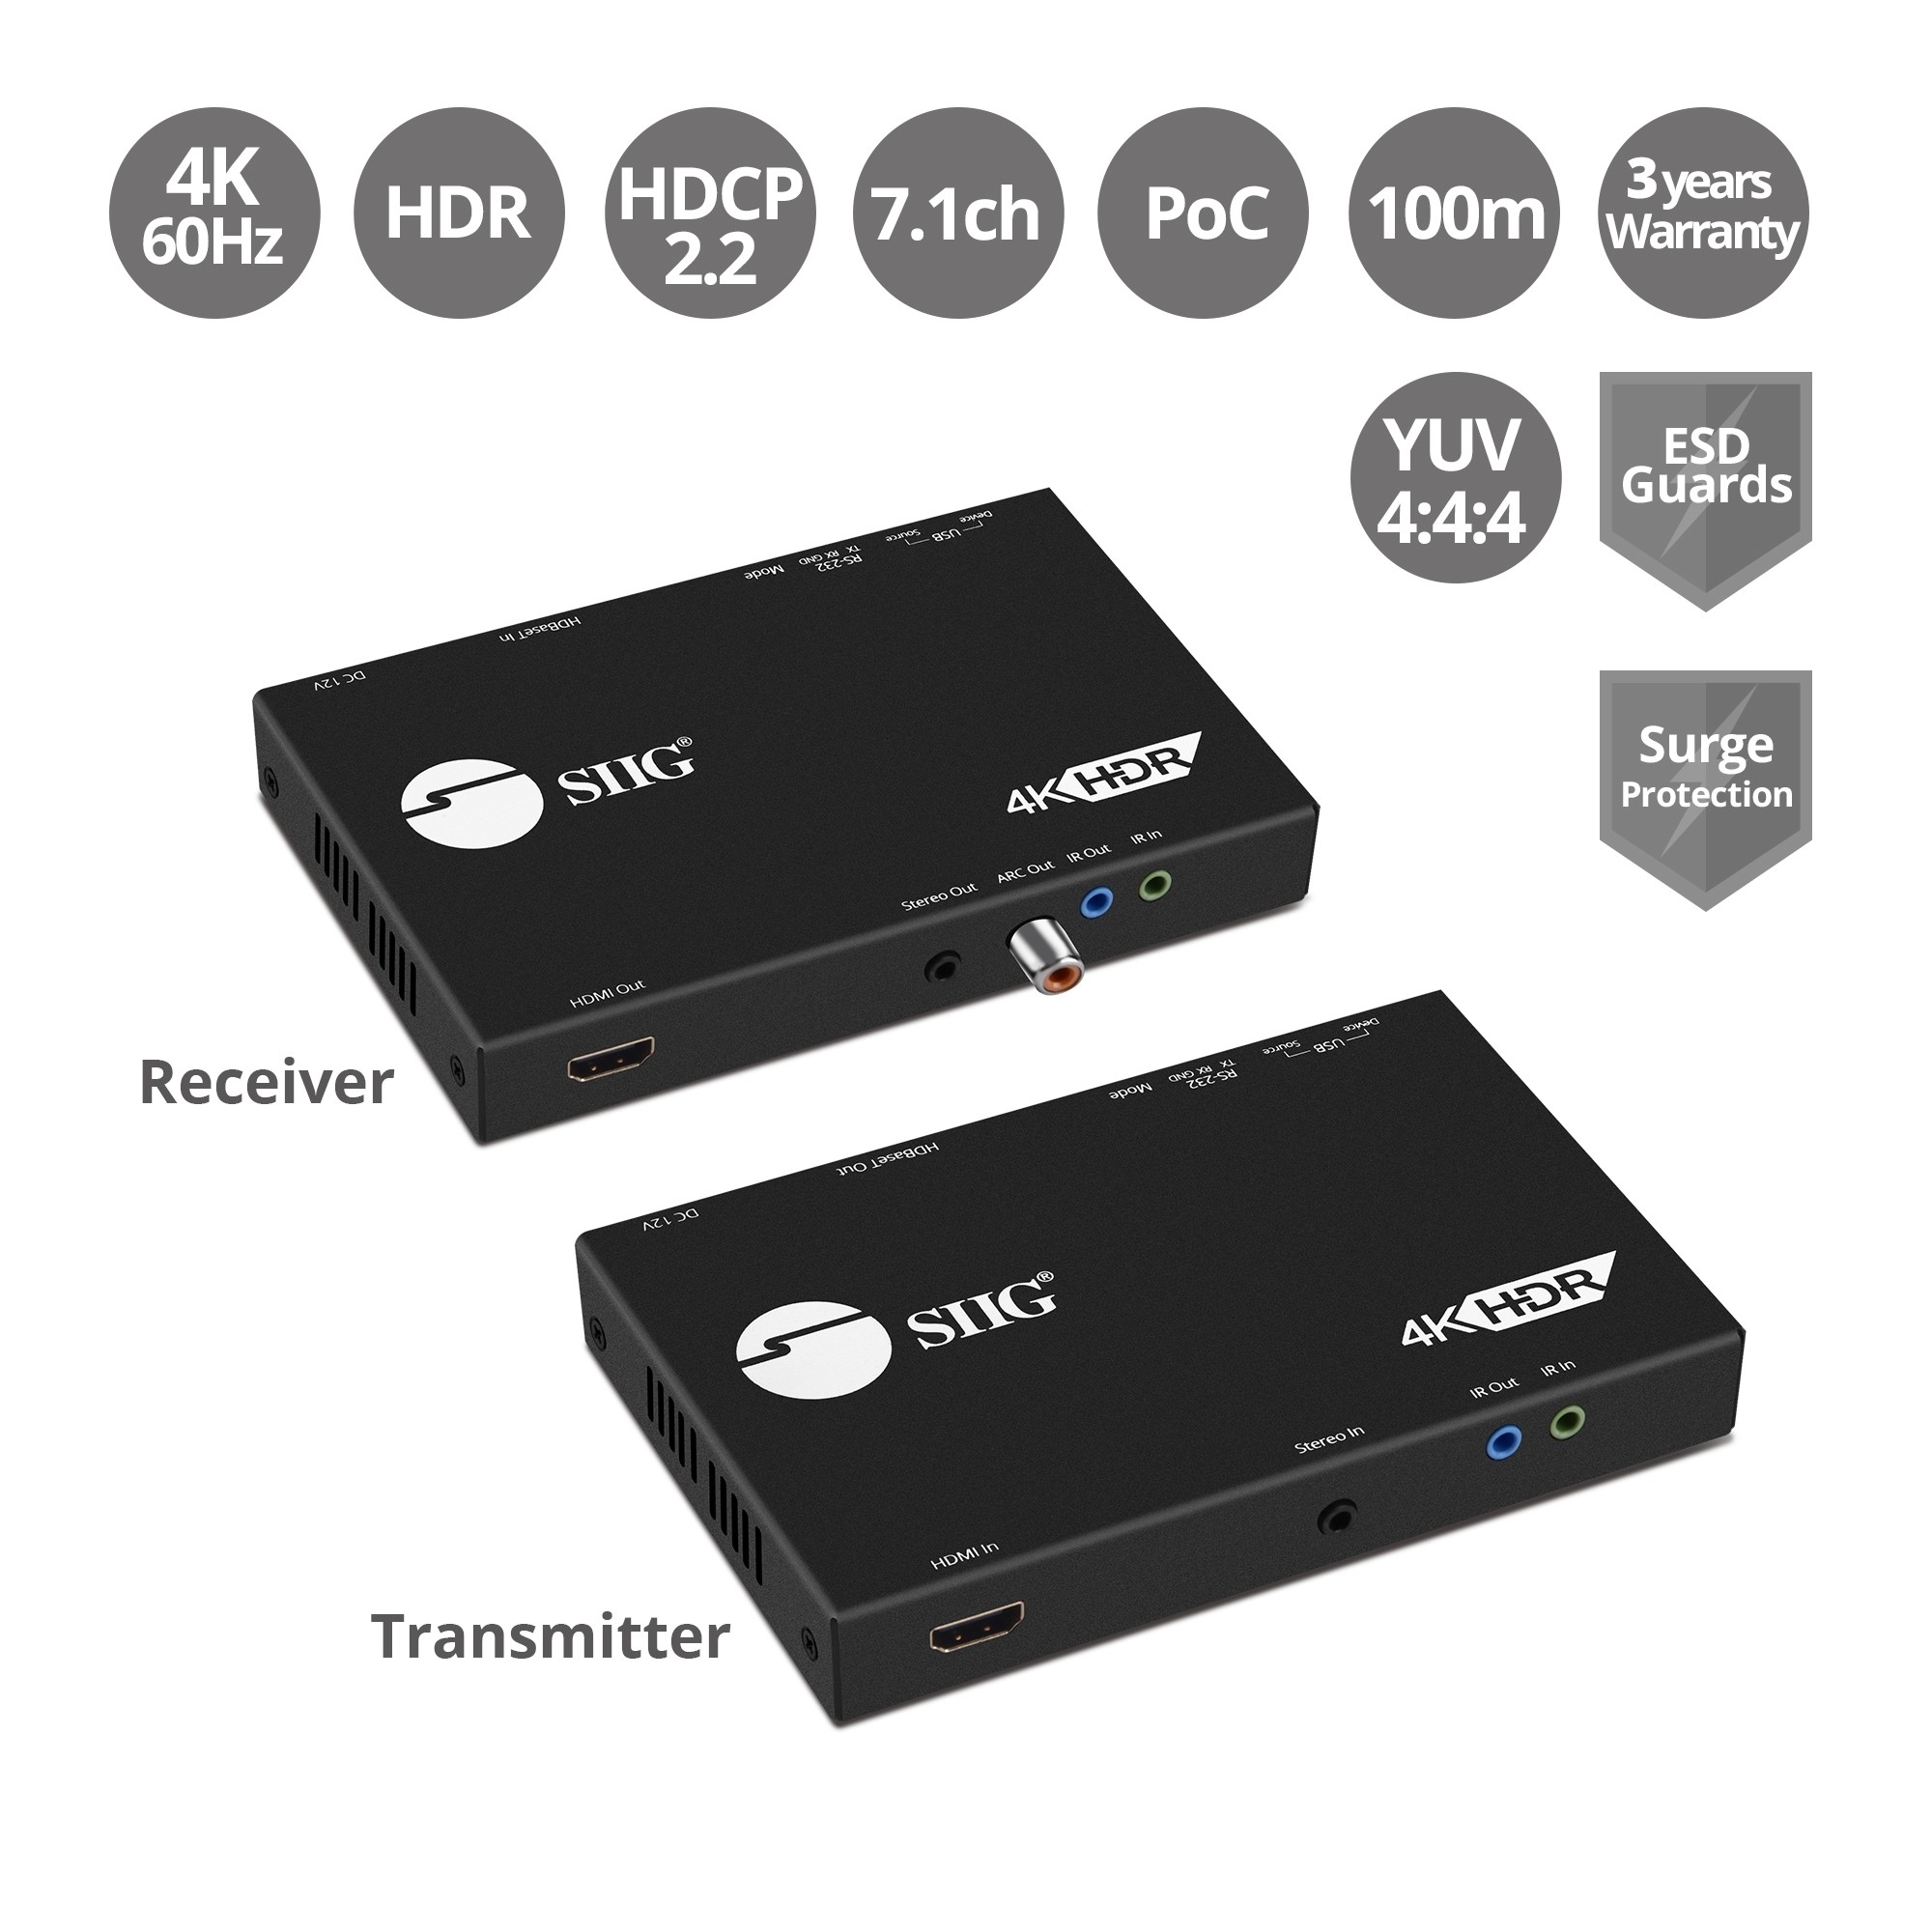 4K
60Hz
HDR
HDCP
2.2
7.1ch
PoC
100m
3 years
Warranty
YUV
4:4:4
ESD
Guards
Surge
Protection
DC 12V
HDBaseT In
Mode
RS-232
TX RX GND
USB
Source
Device
SIIG®
4K HDR
HDMI Out
Stereo Out
ARC Out
IR Out
IR In
Receiver
DC 12V
HDBaseT Out
Mode
RS-232
TX RX GND
USB
Source
Device
SIIG®
4K HDR
HDMI In
Stereo In
IR Out
IR In
Transmitter